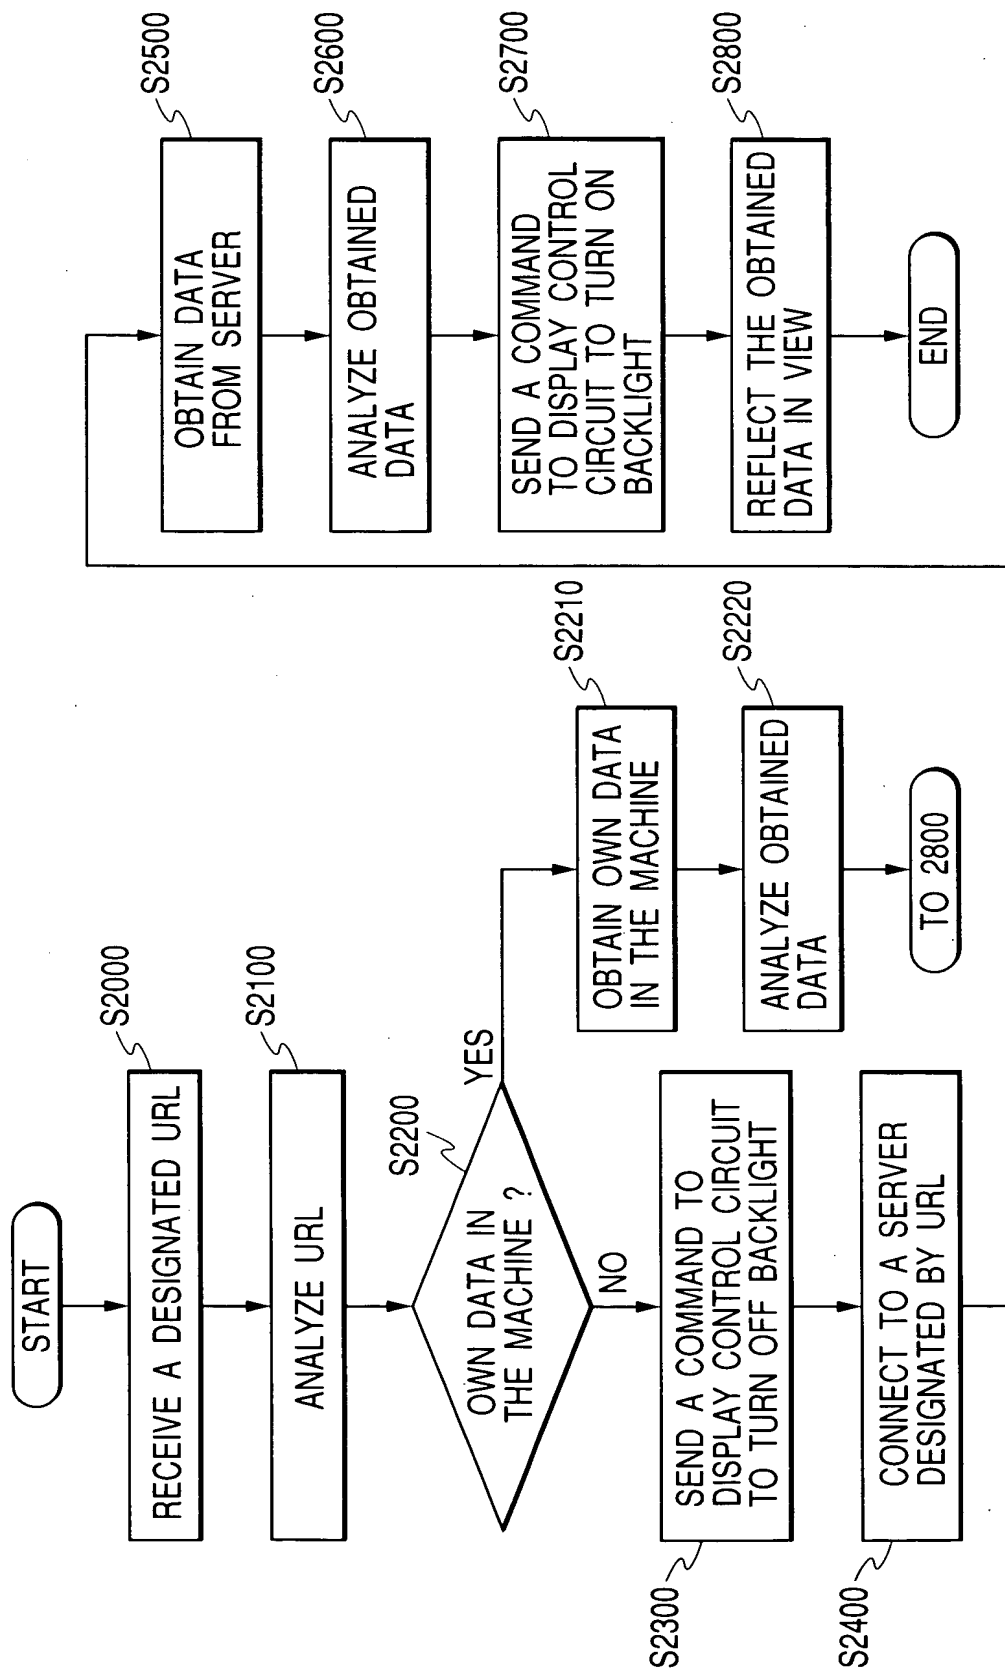 START
RECEIVE A DESIGNATED URL
S2000
ANALYZE URL
S2100
OWN DATA IN
THE MACHINE ?
S2200
YES
NO
SEND A COMMAND TO
DISPLAY CONTROL CIRCUIT
TO TURN OFF BACKLIGHT
S2300
CONNECT TO A SERVER
DESIGNATED BY URL
S2400
OBTAIN OWN DATA
IN THE MACHINE
S2210
ANALYZE OBTAINED
DATA
S2220
TO 2800
OBTAIN DATA
FROM SERVER
S2500
ANALYZE OBTAINED
DATA
S2600
SEND A COMMAND
TO DISPLAY CONTROL
CIRCUIT TO TURN ON
BACKLIGHT
S2700
REFLECT THE OBTAINED
DATA IN VIEW
S2800
END